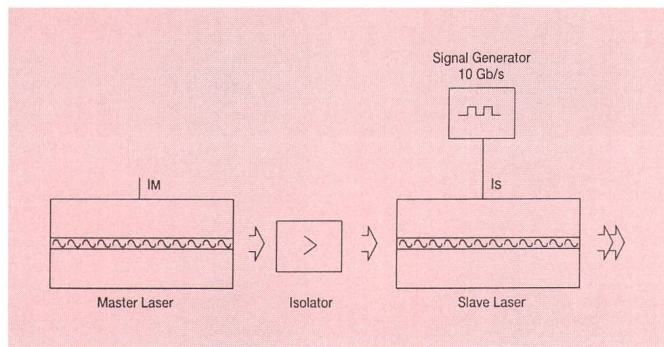 Signal Generator
10 Gb/s
IM
IS
Master Laser
Isolator
Slave Laser